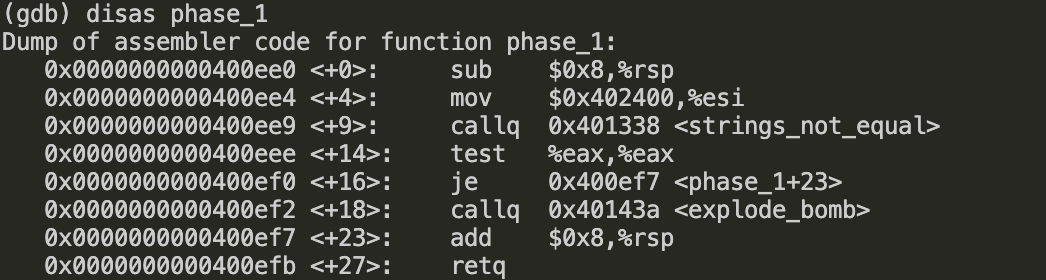 (gdb) disas phase_1
Dump of assembler code for function phase_1:
   0x0000000000400ee0 <+0>:     sub    $0x8,%rsp
   0x0000000000400ee4 <+4>:     mov    $0x402400,%esi
   0x0000000000400ee9 <+9>:     callq  0x401338 <strings_not_equal>
   0x0000000000400eee <+14>:    test   %eax,%eax
   0x0000000000400ef0 <+16>:    je     0x400ef7 <phase_1+23>
   0x0000000000400ef2 <+18>:    callq  0x40143a <explode_bomb>
   0x0000000000400ef7 <+23>:    add    $0x8,%rsp
   0x0000000000400efb <+27>:    retq